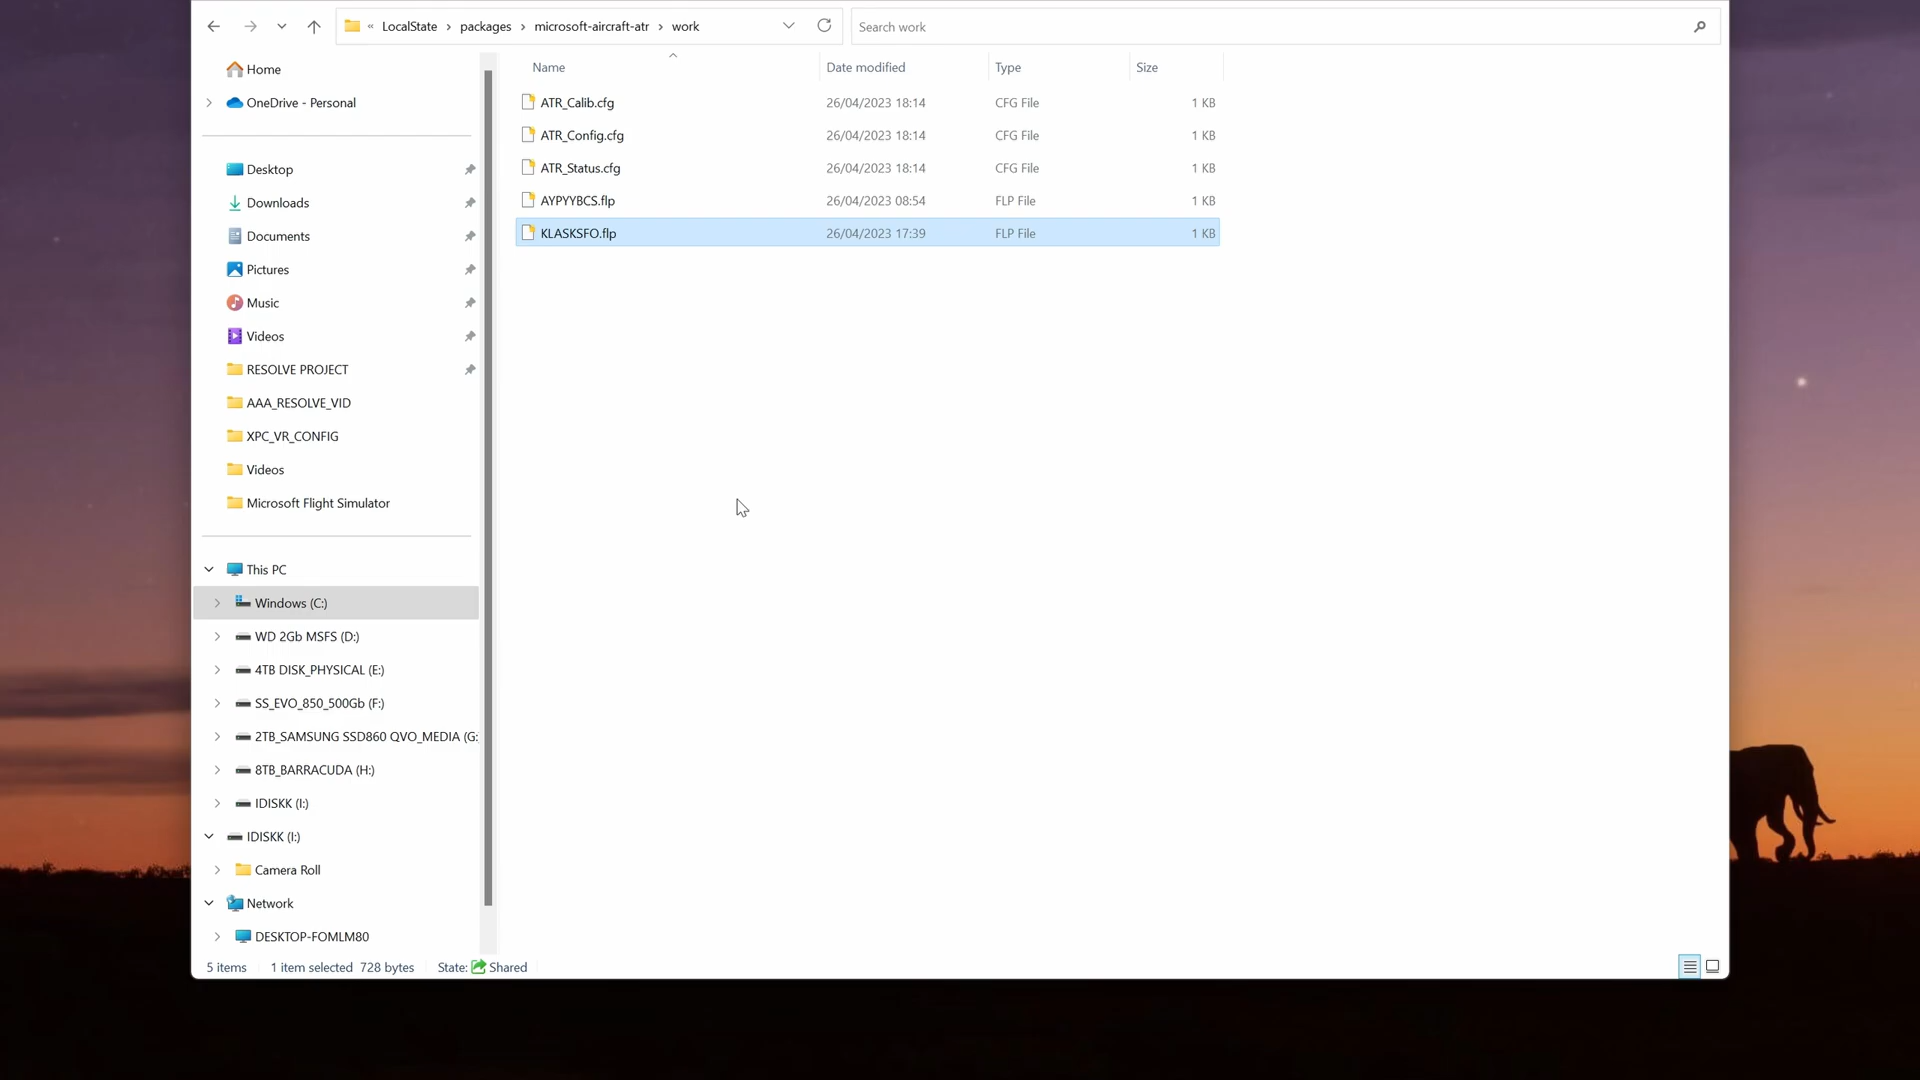 « LocalState › packages › microsoft-aircraft-atr › work
Search work
Home
OneDrive - Personal
Desktop
Downloads
Documents
Pictures
Music
Videos
RESOLVE PROJECT
AAA_RESOLVE_VID
XPC_VR_CONFIG
Videos
Microsoft Flight Simulator
This PC
Windows (C:)
WD 2Gb MSFS (D:)
4TB DISK_PHYSICAL (E:)
SS_EVO_850_500Gb (F:)
2TB_SAMSUNG SSD860 QVO_MEDIA (G:
8TB_BARRACUDA (H:)
IDISKK (I:)
IDISKK (I:)
Camera Roll
Network
DESKTOP-FOMLM80
Name Date modified Type Size
ATR_Calib.cfg 26/04/2023 18:14 CFG File 1 KB
ATR_Config.cfg 26/04/2023 18:14 CFG File 1 KB
ATR_Status.cfg 26/04/2023 18:14 CFG File 1 KB
AYPYYBCS.flp 26/04/2023 08:54 FLP File 1 KB
KLASKSFO.flp 26/04/2023 17:39 FLP File 1 KB
5 items 1 item selected 728 bytes State: Shared